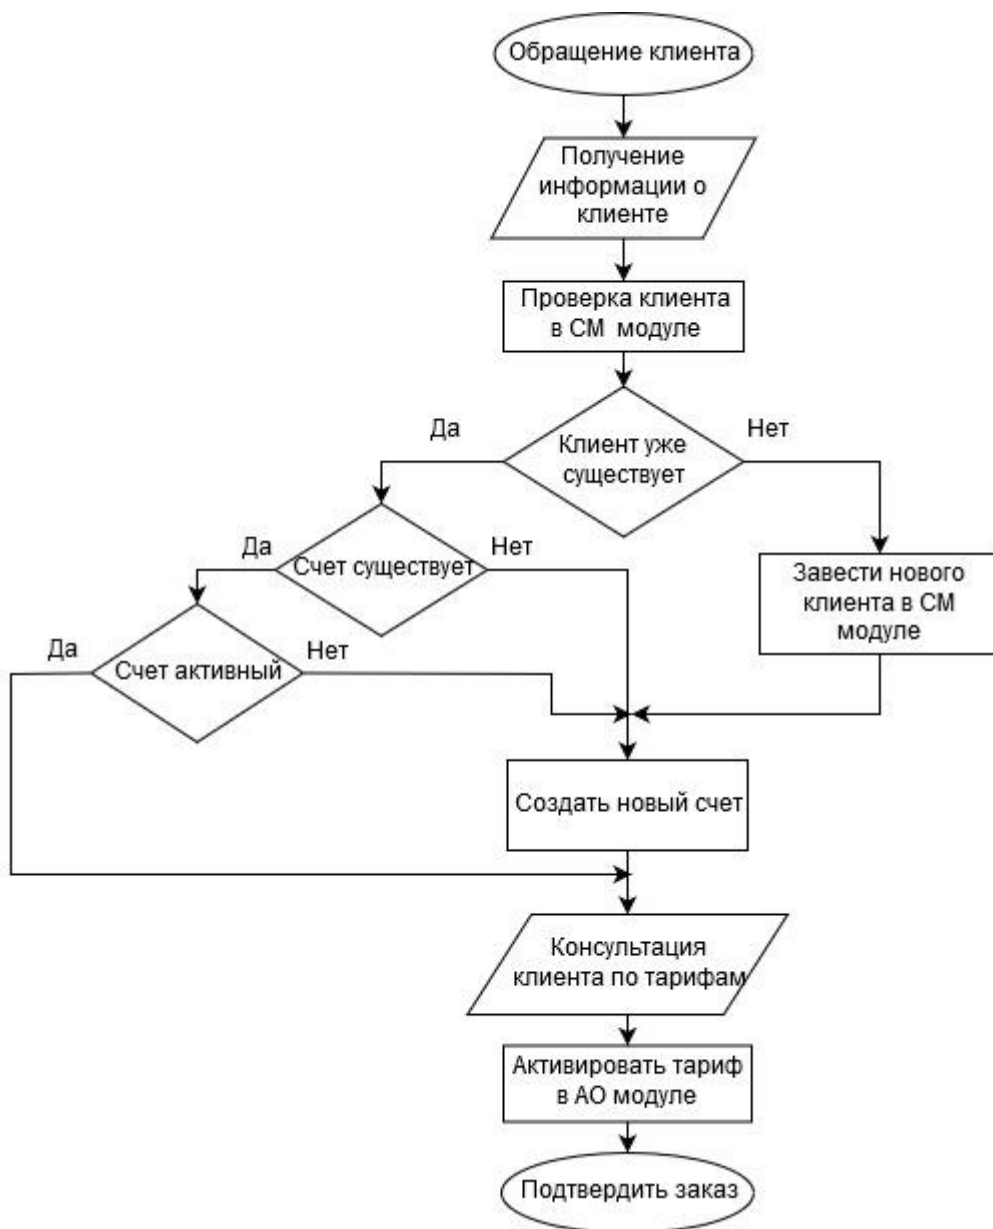 Обращение клиента
Получение
информации о
клиенте
Проверка клиента
в СМ модуле
Да
Нет
Клиент уже
существует
Да
Нет
Счет существует
Завести нового
клиента в СМ
модуле
Да
Нет
Счет активный
Создать новый счет
Консультация
клиента по тарифам
Активировать тариф
в АО модуле
Подтвердить заказ